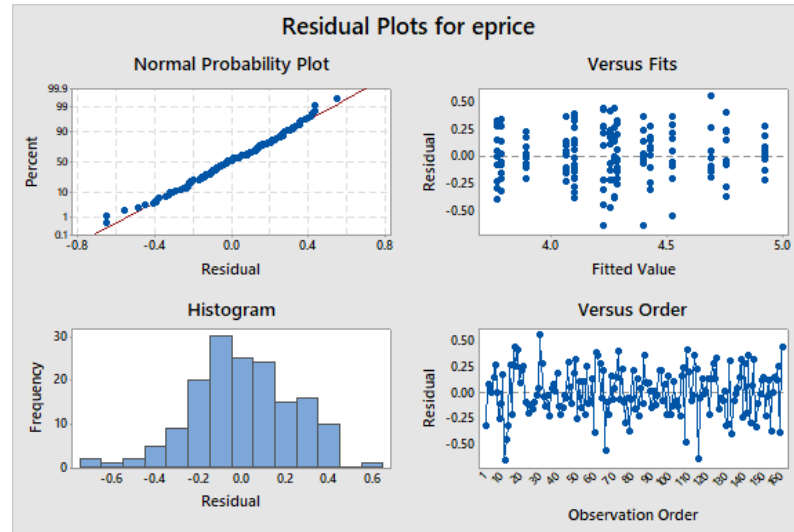 Residual Plots for eprice
Normal Probability Plot
99.9
99
90
50
10
1
0.1
Percent
-0.8 -0.4 0.0 0.4 0.8
Residual
Versus Fits
0.50
0.25
0.00
-0.25
-0.50
Residual
4.0 4.5 5.0
Fitted Value
Histogram
30
20
10
0
Frequency
-0.6 -0.4 -0.2 0.0 0.2 0.4 0.6
Residual
Versus Order
0.50
0.25
0.00
-0.25
-0.50
Residual
1 10 20 30 40 50 60 70 80 90 100 110 120 130 140 150 160
Observation Order